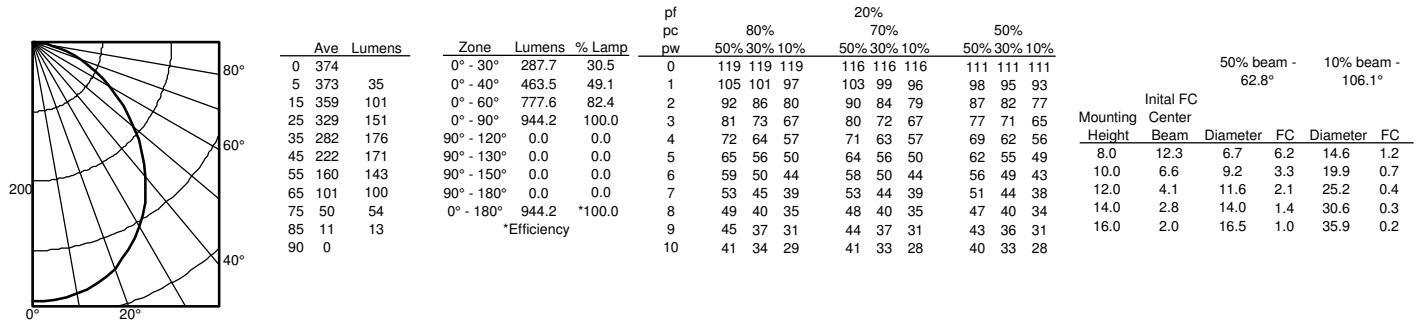 80°
60°
200
40°
0° 20°
Ave Lumens
0 374
5 373 35
15 359 101
25 329 151
35 282 176
45 222 171
55 160 143
65 101 100
75 50 54
85 11 13
90 0
Zone Lumens % Lamp
0° - 30° 287.7 30.5
0° - 40° 463.5 49.1
0° - 60° 777.6 82.4
0° - 90° 944.2 100.0
90° - 120° 0.0 0.0
90° - 130° 0.0 0.0
90° - 150° 0.0 0.0
90° - 180° 0.0 0.0
0° - 180° 944.2 *100.0
*Efficiency
pf 20%
pc 80% 70% 50%
pw 50% 30% 10% 50% 30% 10% 50% 30% 10%
0 119 119 119 116 116 116 111 111 111
1 105 101 97 103 99 96 98 95 93
2 92 86 80 90 84 79 87 82 77
3 81 73 67 80 72 67 77 71 65
4 72 64 57 71 63 57 69 62 56
5 65 56 50 64 56 50 62 55 49
6 59 50 44 58 50 44 56 49 43
7 53 45 39 53 44 39 51 44 38
8 49 40 35 48 40 35 47 40 34
9 45 37 31 44 37 31 43 36 31
10 41 34 29 41 33 28 40 33 28
50% beam - 10% beam -
62.8° 106.1°
Inital FC
Mounting Center
Height Beam Diameter FC Diameter FC
8.0 12.3 6.7 6.2 14.6 1.2
10.0 6.6 9.2 3.3 19.9 0.7
12.0 4.1 11.6 2.1 25.2 0.4
14.0 2.8 14.0 1.4 30.6 0.3
16.0 2.0 16.5 1.0 35.9 0.2